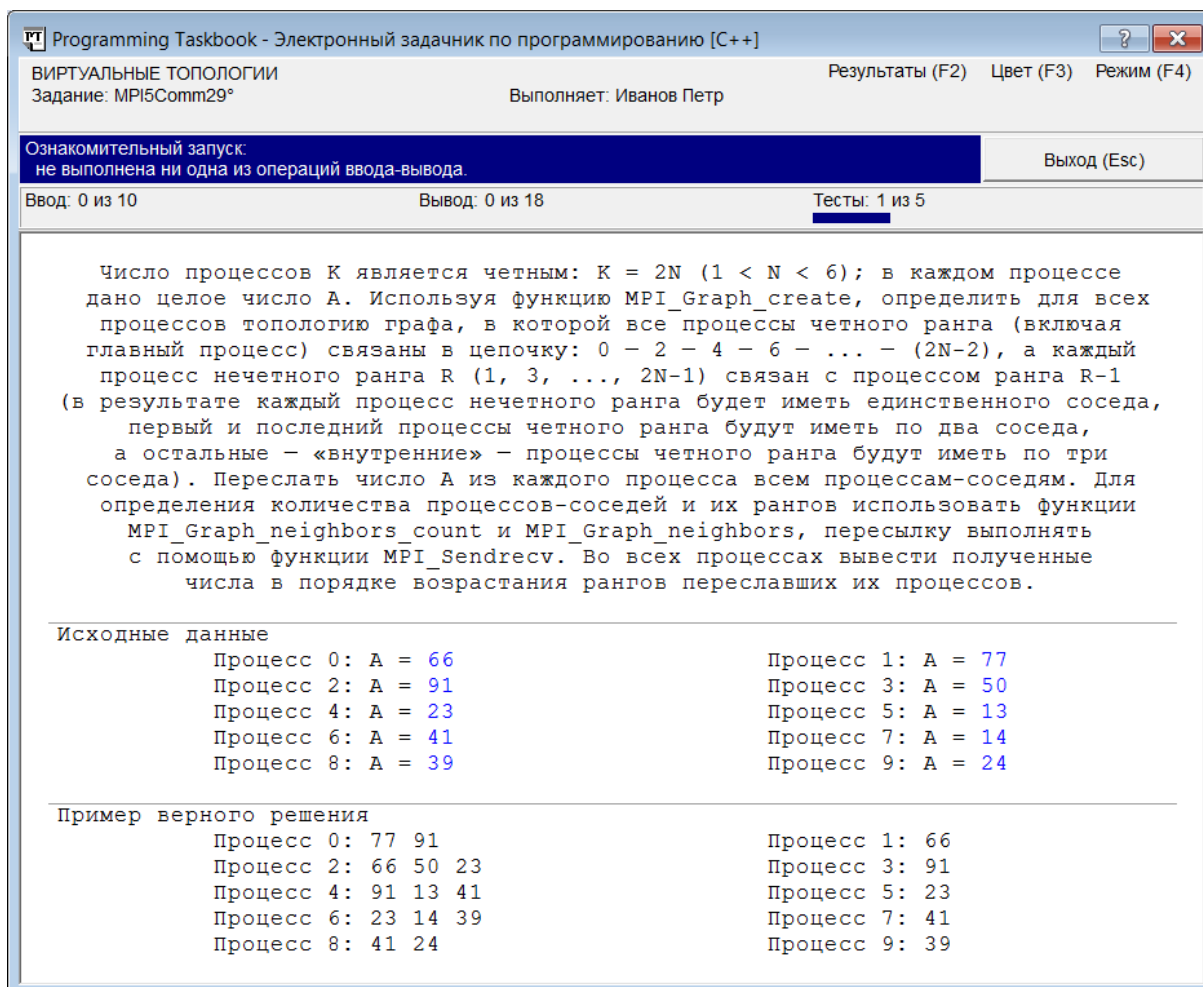 Programming Taskbook - Электронный задачник по программированию [C++]
ВИРТУАЛЬНЫЕ ТОПОЛОГИИ
Результаты (F2) Цвет (F3) Режим (F4)
Задание: MPI5Comm29° Выполняет: Иванов Петр
Ознакомительный запуск:
не выполнена ни одна из операций ввода-вывода.
Выход (Esc)
Ввод: 0 из 10 Вывод: 0 из 18 Тесты: 1 из 5
Число процессов K является четным: K = 2N (1 < N < 6); в каждом процессе
дано целое число A. Используя функцию MPI_Graph_create, определить для всех
процессов топологию графа, в которой все процессы четного ранга (включая
главный процесс) связаны в цепочку: 0 — 2 — 4 — 6 — ... — (2N-2), а каждый
процесс нечетного ранга R (1, 3, ..., 2N-1) связан с процессом ранга R-1
(в результате каждый процесс нечетного ранга будет иметь единственного соседа,
первый и последний процессы четного ранга будут иметь по два соседа,
а остальные — «внутренние» — процессы четного ранга будут иметь по три
соседа). Переслать число A из каждого процесса всем процессам-соседям. Для
определения количества процессов-соседей и их рангов использовать функции
MPI_Graph_neighbors_count и MPI_Graph_neighbors, пересылку выполнять
с помощью функции MPI_Sendrecv. Во всех процессах вывести полученные
числа в порядке возрастания рангов переславших их процессов.
Исходные данные
Процесс 0: A = 66 Процесс 1: A = 77
Процесс 2: A = 91 Процесс 3: A = 50
Процесс 4: A = 23 Процесс 5: A = 13
Процесс 6: A = 41 Процесс 7: A = 14
Процесс 8: A = 39 Процесс 9: A = 24
Пример верного решения
Процесс 0: 77 91 Процесс 1: 66
Процесс 2: 66 50 23 Процесс 3: 91
Процесс 4: 91 13 41 Процесс 5: 23
Процесс 6: 23 14 39 Процесс 7: 41
Процесс 8: 41 24 Процесс 9: 39